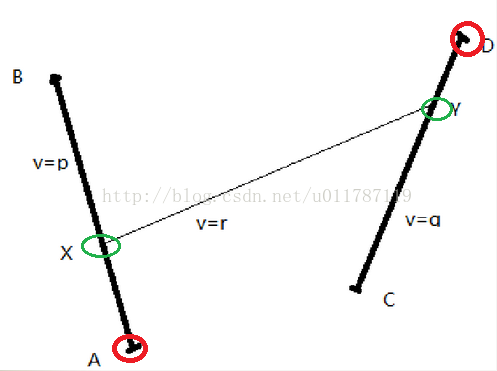 D
B
Y
v=p
http://blog.csdn.net/u011787119
v=r
v=q
X
C
A